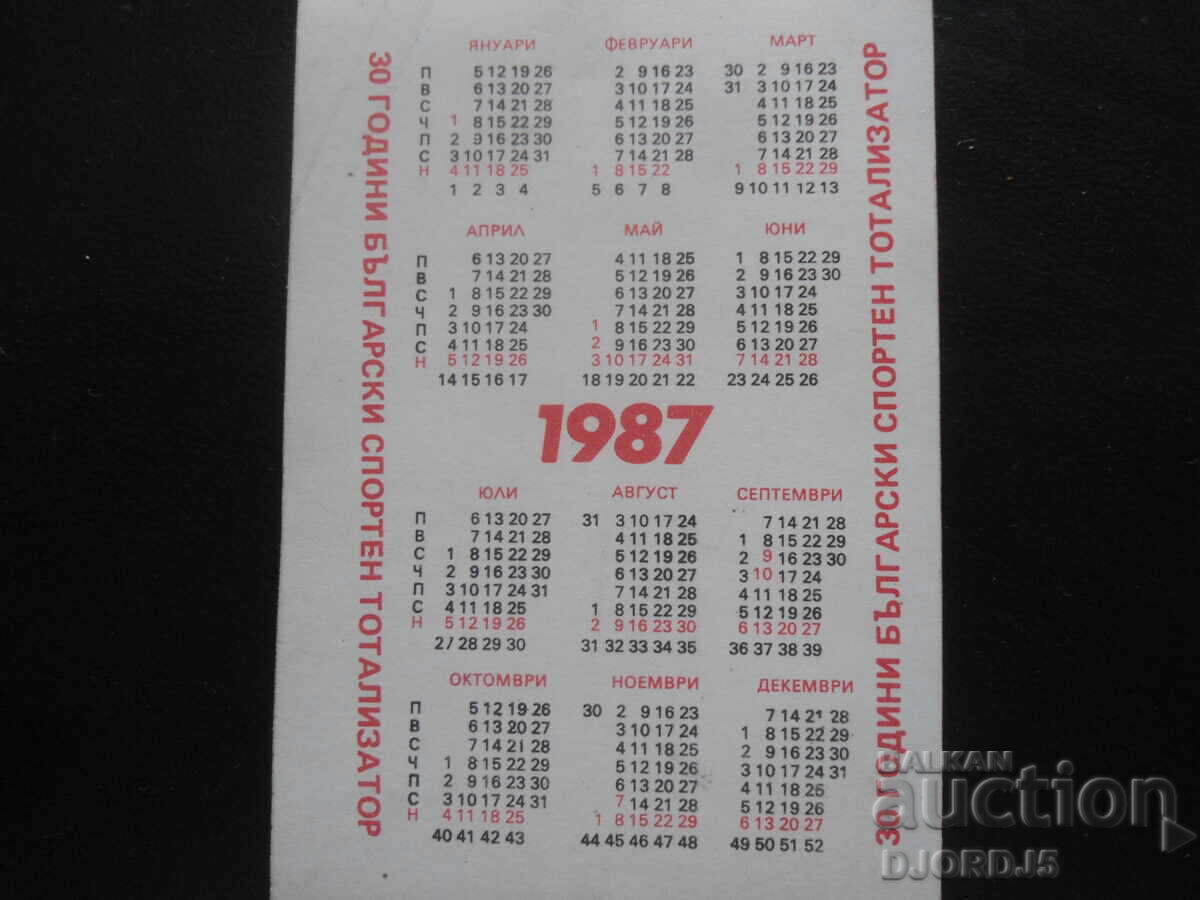 30 ГОДИНИ БЪЛГАРСКИ СПОРТЕН ТОТАЛИЗАТОР
ЯНУАРИ ФЕВРУАРИ МАРТ
П 5 12 19 26 2 9 16 23 30 2 9 16 23
В 6 13 20 27 3 10 17 24 31 3 10 17 24
С 7 14 21 28 4 11 18 25 4 11 18 25
Ч 1 8 15 22 29 5 12 19 26 5 12 19 26
П 2 9 16 23 30 6 13 20 27 6 13 20 27
С 3 10 17 24 31 7 14 21 28 7 14 21 28
Н 4 11 18 25 1 8 15 22 1 8 15 22 29
1 2 3 4 5 6 7 8 9 10 11 12 13
АПРИЛ МАЙ ЮНИ
П 6 13 20 27 4 11 18 25 1 8 15 22 29
В 7 14 21 28 5 12 19 26 2 9 16 23 30
С 1 8 15 22 29 6 13 20 27 3 10 17 24
Ч 2 9 16 23 30 7 14 21 28 4 11 18 25
П 3 10 17 24 1 8 15 22 29 5 12 19 26
С 4 11 18 25 2 9 16 23 30 6 13 20 27
Н 5 12 19 26 3 10 17 24 31 7 14 21 28
14 15 16 17 18 19 20 21 22 23 24 25 26
1987
ЮЛИ АВГУСТ СЕПТЕМВРИ
П 6 13 20 27 31 3 10 17 24 7 14 21 28
В 7 14 21 28 4 11 18 25 1 8 15 22 29
С 1 8 15 22 29 5 12 19 26 2 9 16 23 30
Ч 2 9 16 23 30 6 13 20 27 3 10 17 24
П 3 10 17 24 31 7 14 21 28 4 11 18 25
С 4 11 18 25 1 8 15 22 29 5 12 19 26
Н 5 12 19 26 2 9 16 23 30 6 13 20 27
27 28 29 30 31 32 33 34 35 36 37 38 39
ОКТОМВРИ НОЕМВРИ ДЕКЕМВРИ
П 5 12 19 26 30 2 9 16 23 7 14 21 28
В 6 13 20 27 3 10 17 24 1 8 15 22 29
С 7 14 21 28 4 11 18 25 2 9 16 23 30
Ч 1 8 15 22 29 5 12 19 26 3 10 17 24 31
П 2 9 16 23 30 6 13 20 27 4 11 18 25
С 3 10 17 24 31 7 14 21 28 5 12 19 26
Н 4 11 18 25 1 8 15 22 29 6 13 20 27
40 41 42 43 44 45 46 47 48 49 50 51 52
30 ГОДИНИ БЪЛГАРСКИ СПОРТЕН ТОТАЛИЗАТОР
BALKAN
auction
DJORDJ5